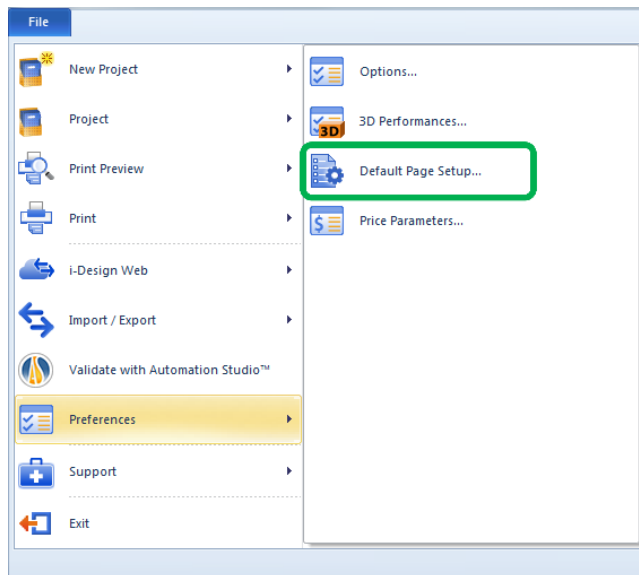 File
New Project
Project
Print Preview
Print
i-Design Web
Import / Export
Validate with Automation Studio™
Preferences
Support
Exit
Options...
3D
3D Performances...
Default Page Setup...
$
Price Parameters...